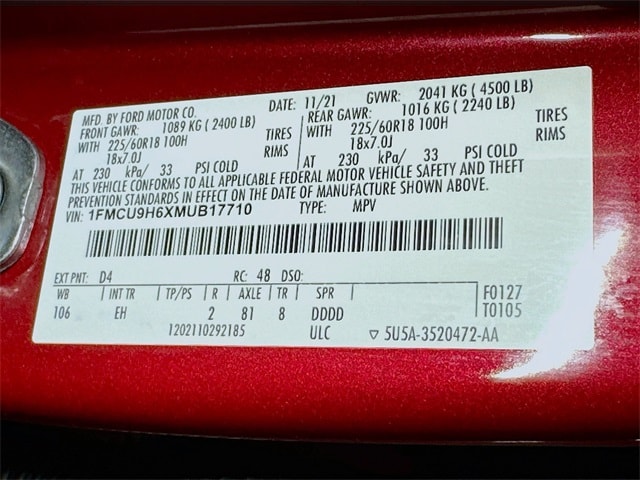 MFD. BY FORD MOTOR CO. DATE: 11/21 GVWR: 2041 KG ( 4500 LB)
FRONT GAWR: 1089 KG ( 2400 LB) REAR GAWR: 1016 KG ( 2240 LB)
WITH 225/60R18 100H TIRES WITH 225/60R18 100H TIRES
18x7.0J RIMS 18x7.0J RIMS
AT 230 kPa/ 33 PSI COLD AT 230 kPa/ 33 PSI COLD
THIS VEHICLE CONFORMS TO ALL APPLICABLE FEDERAL MOTOR VEHICLE SAFETY AND THEFT
PREVENTION STANDARDS IN EFFECT ON THE DATE OF MANUFACTURE SHOWN ABOVE.
VIN: 1FMCU9H6XMUB17710 TYPE: MPV
EXT PNT: D4 RC: 48 DSO:
WB INT TR TP/PS R AXLE TR SPR F0127
106 EH 2 81 8 DDDD T0105
1202110292185 ULC ▽ 5U5A-3520472-AA